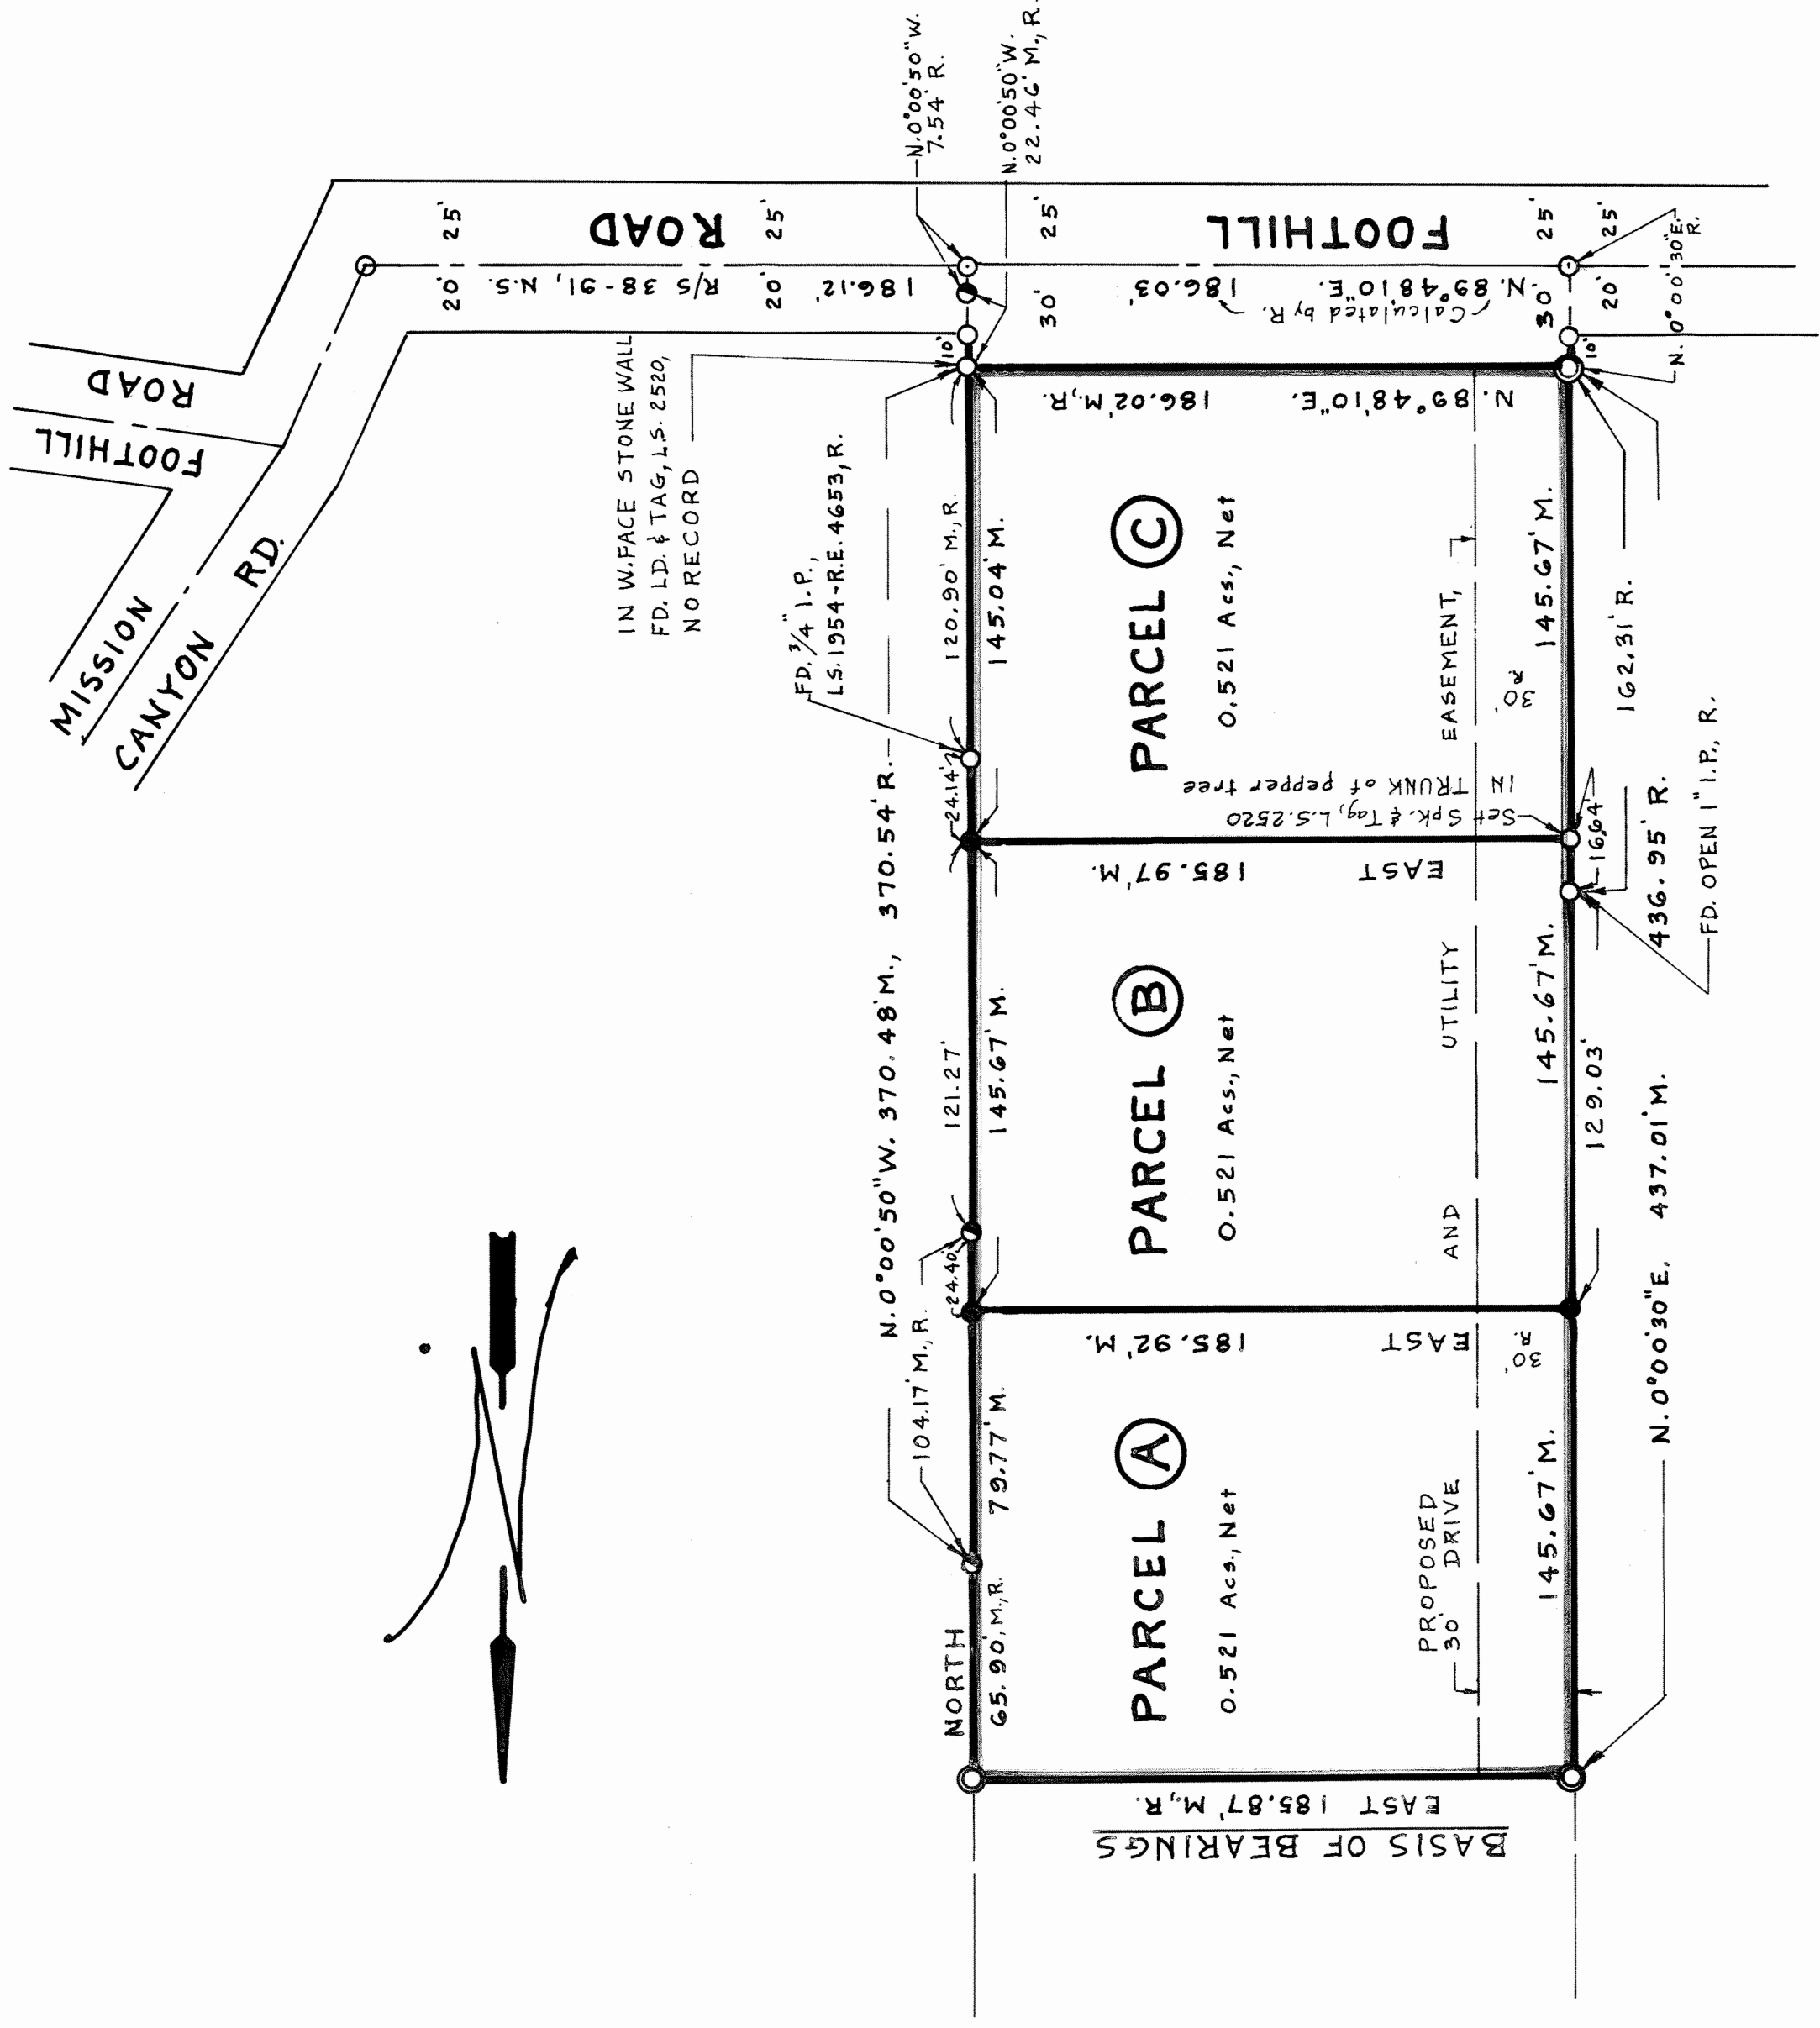 MISSION
CANYON RD.
FOOTHILL
ROAD
FOOTHILL ROAD
25'
20'
25'
20'
25'
30'
25'
30'
25'
20'
R/S 38-91, N.S.
186.12'
186.03'
N. 89°48'10"E.
Calculated by R.
N.0°00'50"W.
7.54' R.
N.0°00'50"W.
22.46' M., R.
N. 0°00'30"E.
R.
10'
10'
IN W. FACE STONE WALL
FD. LD. & TAG, L.S. 2520,
NO RECORD
FD. 3/4" I.P.,
L.S. 1954-R.E. 4653, R.
N.0°00'50"W. 370.48' M., 370.54' R.
104.17' M., R.
24.40'
121.27'
24.14'
120.90' M., R.
NORTH
65.90' M., R.
79.77' M.
145.67' M.
145.04' M.
PARCEL A
0.521 Acs., Net
PARCEL B
0.521 Acs., Net
PARCEL C
0.521 Acs., Net
186.02' M., R.
N. 89°48'10"E.
185.97' M.
EAST
185.92' M.
EAST
EAST 185.87' M., R.
BASIS OF BEARINGS
Set Spk. & Tag, L.S. 2520
IN TRUNK of pepper tree
PROPOSED
30' DRIVE
AND
UTILITY
EASEMENT,
30'
R.
30'
R.
145.67' M.
145.67' M.
145.67' M.
129.03'
16.64'
162.31' R.
N. 0°00'30"E. 437.01' M. 436.95' R.
FD. OPEN 1" I.P., R.
N